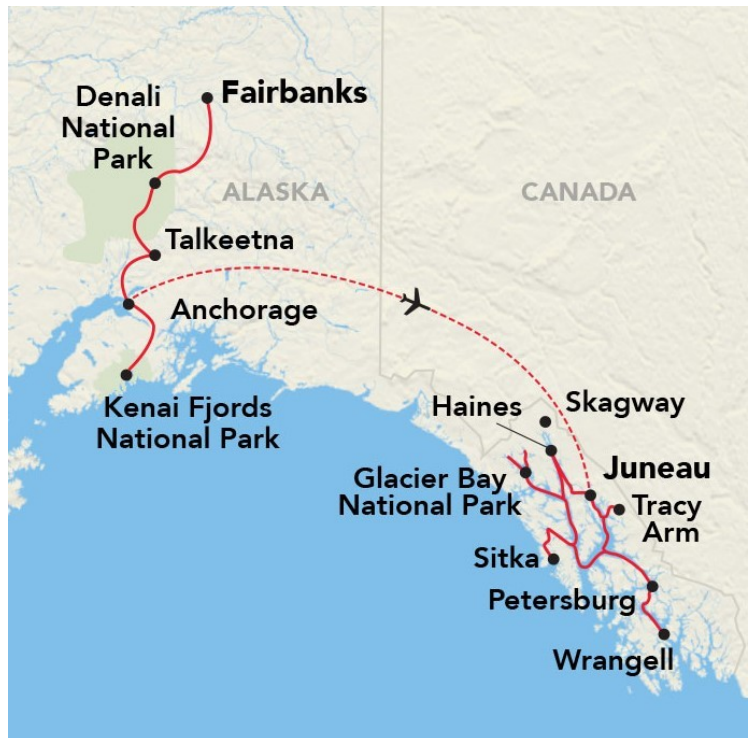 Fairbanks
Denali
National
Park
ALASKA
CANADA
Talkeetna
Anchorage
Kenai Fjords
National Park
Haines
Skagway
Glacier Bay
National Park
Juneau
Tracy
Arm
Sitka
Petersburg
Wrangell